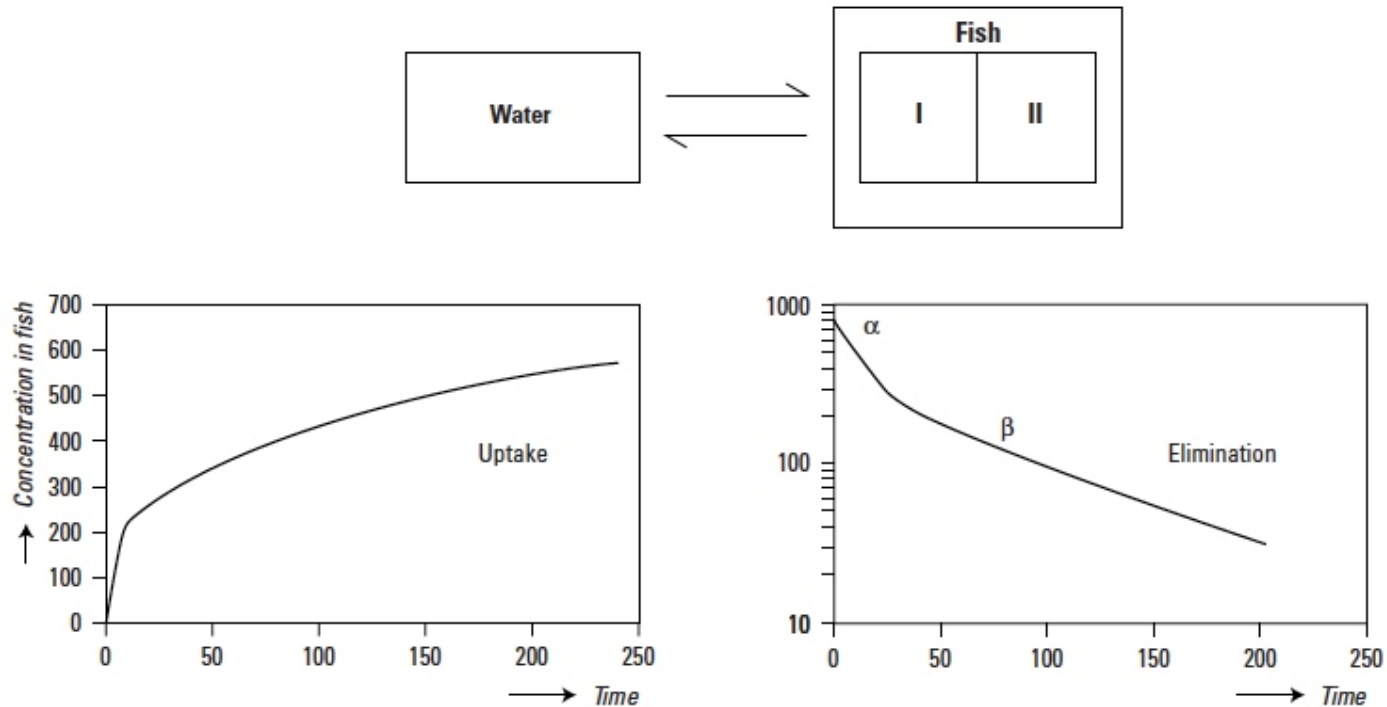 Fish
Water
I
II
Concentration in fish
700
600
500
400
300
200
100
0
Uptake
0 50 100 150 200 250
Time
1000
100
10
α
β
Elimination
0 50 100 150 200 250
Time